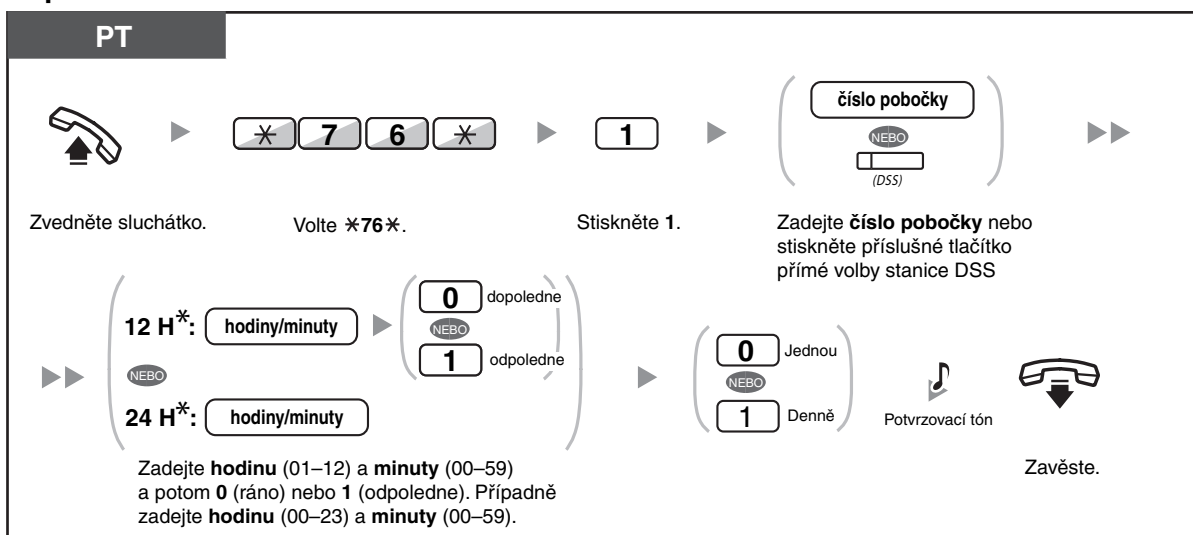 PT
✳ 7 6 ✳
1
číslo pobočky
NEBO
(DSS)
Zvedněte sluchátko.
Volte ✳76✳.
Stiskněte 1.
Zadejte číslo pobočky nebo
stiskněte příslušné tlačítko
přímé volby stanice DSS
12 H✳: hodiny/minuty
0 dopoledne
NEBO
1 odpoledne
NEBO
24 H✳: hodiny/minuty
0 Jednou
NEBO
1 Denně
Potvrzovací tón
Zavěste.
Zadejte hodinu (01–12) a minuty (00–59)
a potom 0 (ráno) nebo 1 (odpoledne). Případně
zadejte hodinu (00–23) a minuty (00–59).